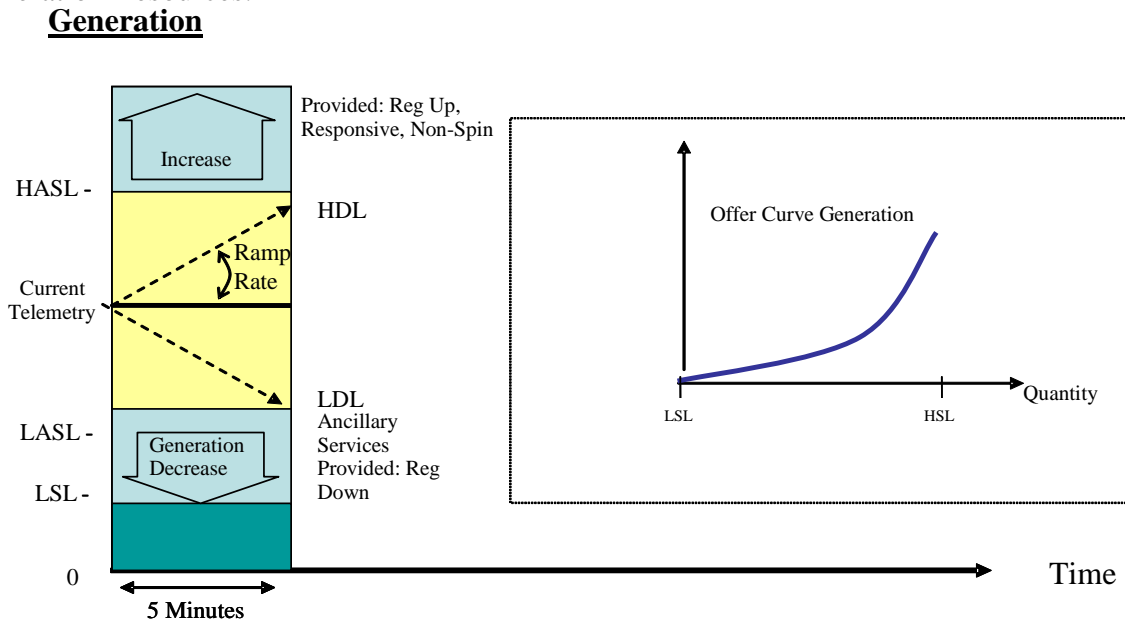 Generation
Provided: Reg Up,
Responsive, Non-Spin
Increase
HASL -
HDL
Ramp
Rate
Current
Telemetry
LDL
Ancillary
Services
Provided: Reg
Down
LASL -
Generation
Decrease
LSL -
0
5 Minutes
Time
Offer Curve Generation
Quantity
LSL
HSL